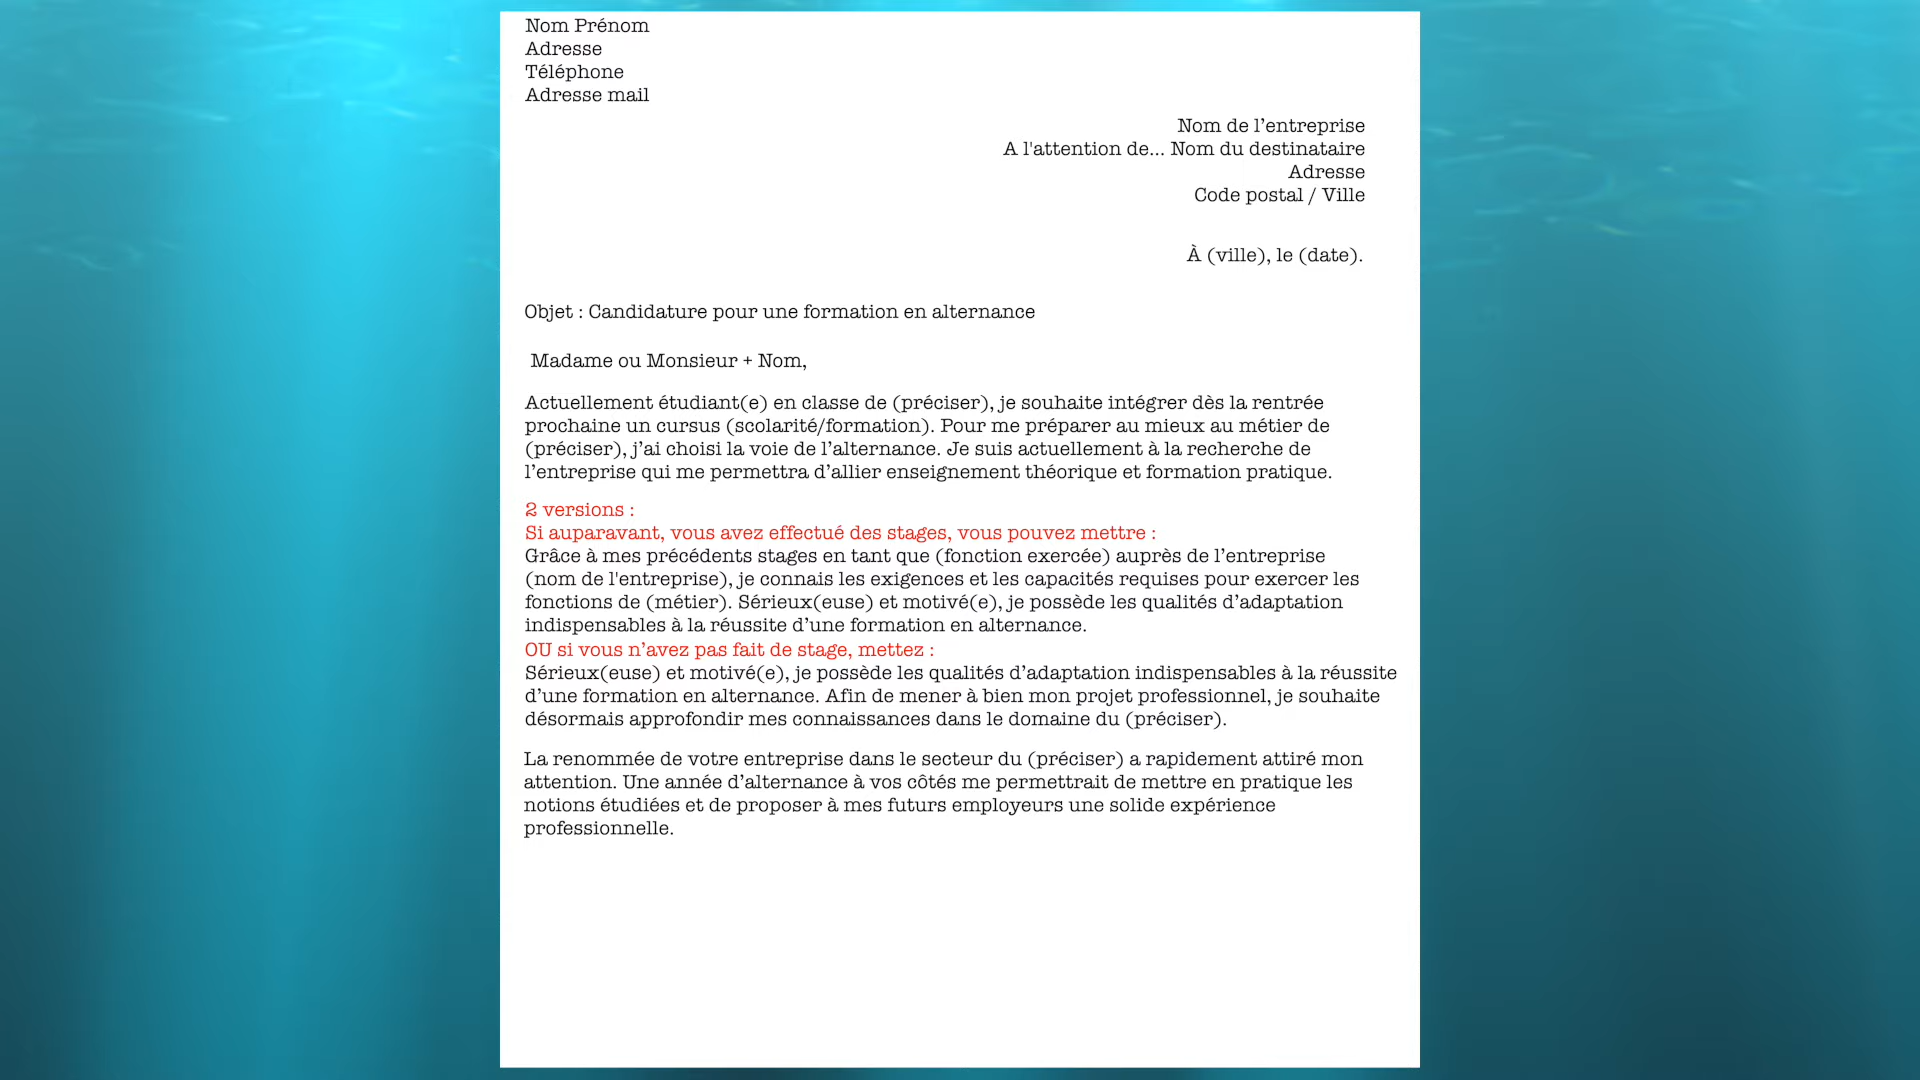 Nom Prénom
Adresse
Téléphone
Adresse mail
Nom de l’entreprise
A l'attention de... Nom du destinataire
Adresse
Code postal / Ville
À (ville), le (date).
Objet : Candidature pour une formation en alternance
Madame ou Monsieur + Nom,
Actuellement étudiant(e) en classe de (préciser), je souhaite intégrer dès la rentrée
prochaine un cursus (scolarité/formation). Pour me préparer au mieux au métier de
(préciser), j’ai choisi la voie de l’alternance. Je suis actuellement à la recherche de
l’entreprise qui me permettra d’allier enseignement théorique et formation pratique.
2 versions :
Si auparavant, vous avez effectué des stages, vous pouvez mettre :
Grâce à mes précédents stages en tant que (fonction exercée) auprès de l’entreprise
(nom de l'entreprise), je connais les exigences et les capacités requises pour exercer les
fonctions de (métier). Sérieux(euse) et motivé(e), je possède les qualités d’adaptation
indispensables à la réussite d’une formation en alternance.
OU si vous n’avez pas fait de stage, mettez :
Sérieux(euse) et motivé(e), je possède les qualités d’adaptation indispensables à la réussite
d’une formation en alternance. Afin de mener à bien mon projet professionnel, je souhaite
désormais approfondir mes connaissances dans le domaine du (préciser).
La renommée de votre entreprise dans le secteur du (préciser) a rapidement attiré mon
attention. Une année d’alternance à vos côtés me permettrait de mettre en pratique les
notions étudiées et de proposer à mes futurs employeurs une solide expérience
professionnelle.